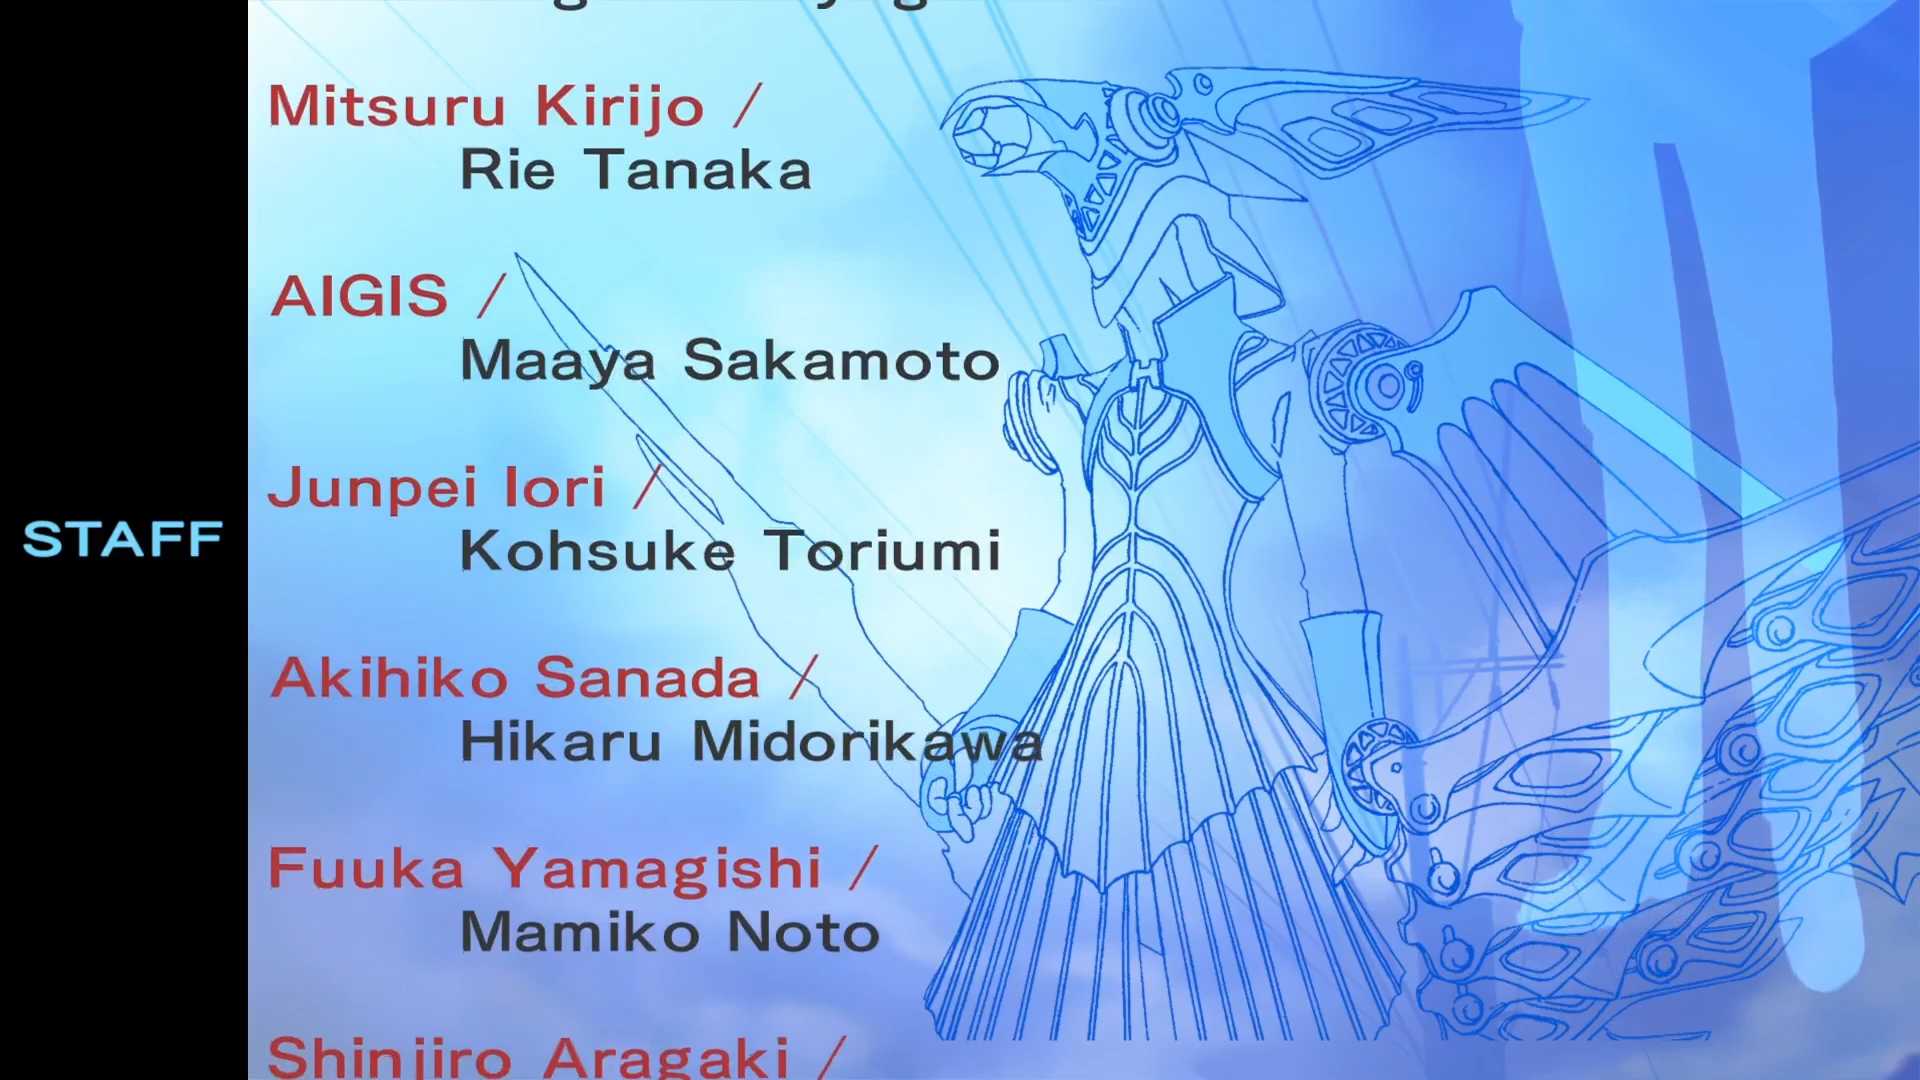 STAFF
Mitsuru Kirijo /
Rie Tanaka
AIGIS /
Maaya Sakamoto
Junpei Iori /
Kohsuke Toriumi
Akihiko Sanada /
Hikaru Midorikawa
Fuuka Yamagishi /
Mamiko Noto
Shinjiro Aragaki /